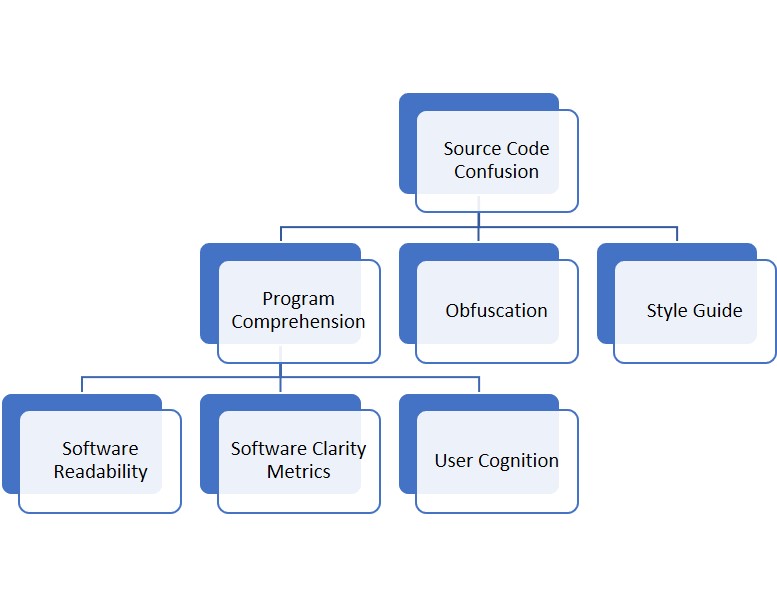 Source Code
Confusion
Program
Comprehension
Obfuscation
Style Guide
Software
Readability
Software Clarity
Metrics
User Cognition